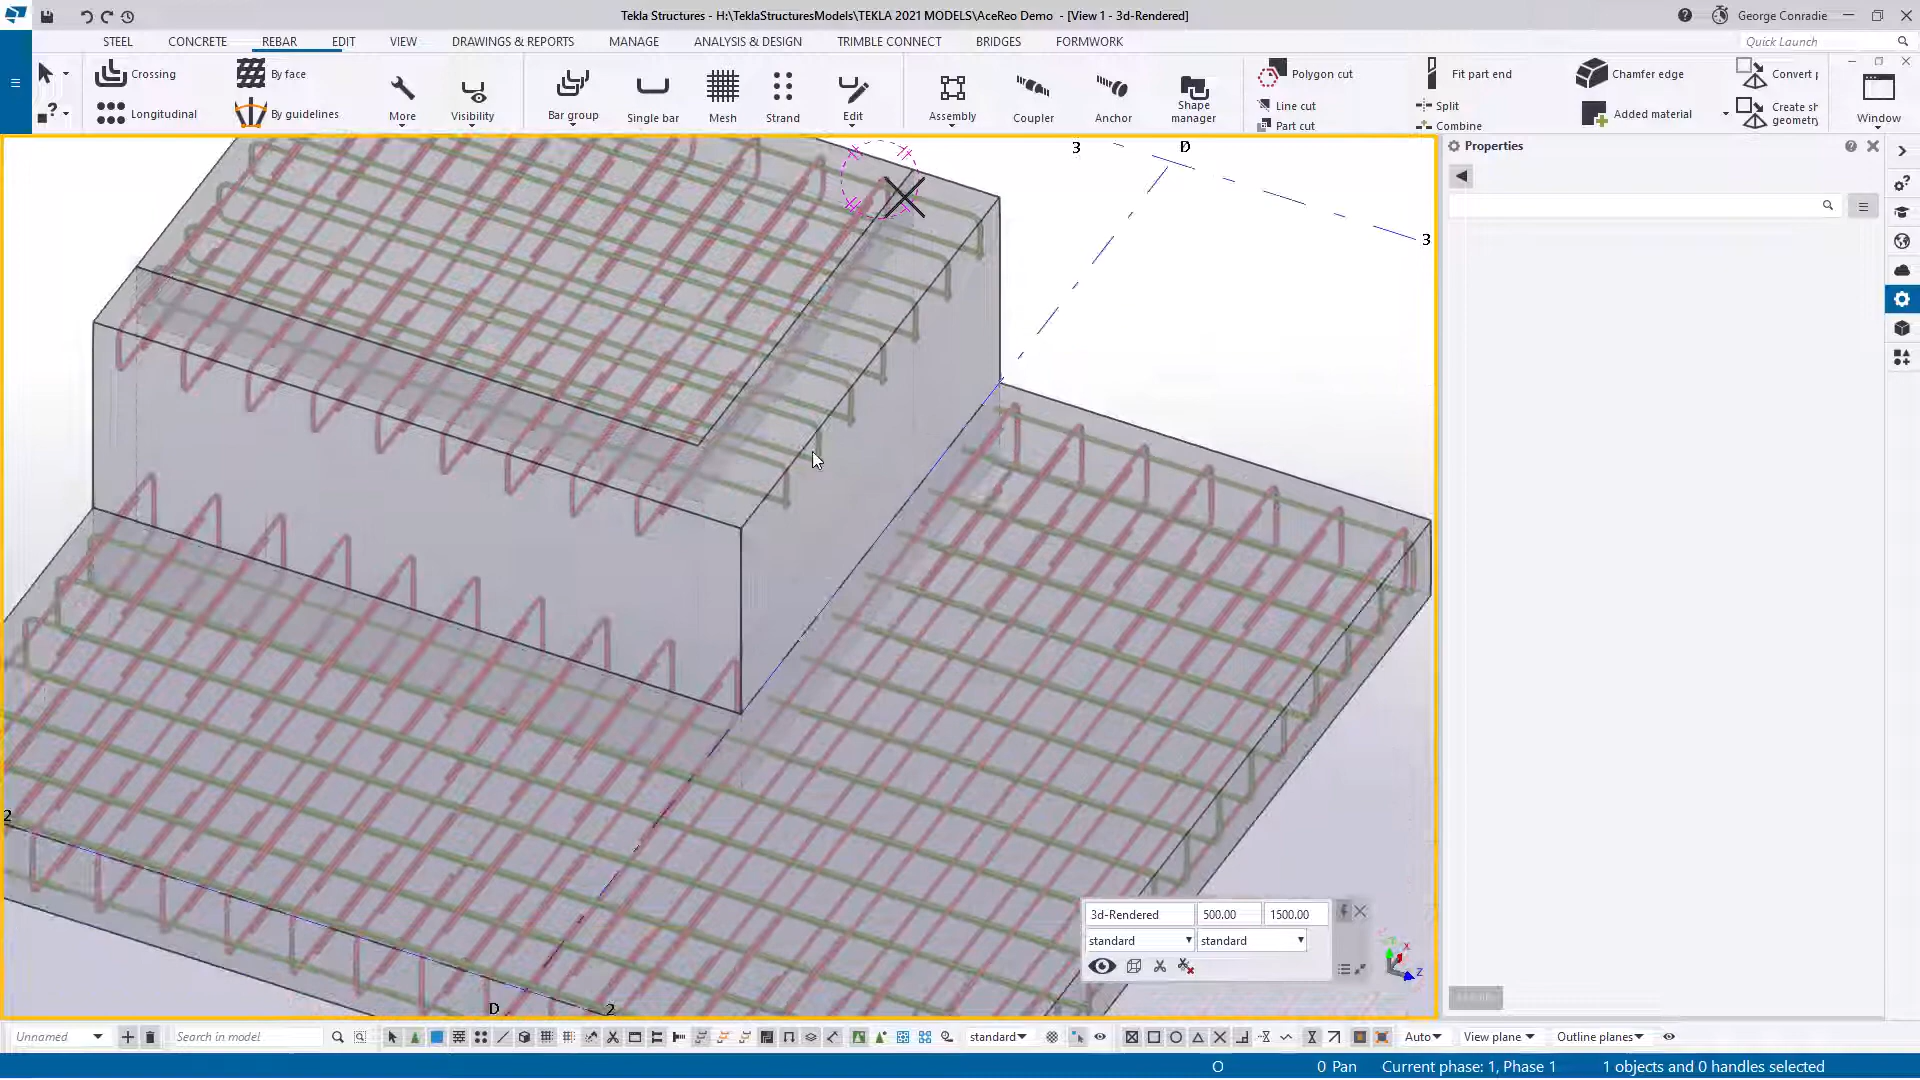 Tekla Structures - H:\TeklaStructuresModels\TEKLA 2021 MODELS\AceReo Demo - [View 1 - 3d-Rendered]
George Conradie
STEEL CONCRETE REBAR EDIT VIEW DRAWINGS & REPORTS MANAGE ANALYSIS & DESIGN TRIMBLE CONNECT BRIDGES FORMWORK
Quick Launch
Crossing
Longitudinal
By face
By guidelines
More
Visibility
Bar group
Single bar
Mesh
Strand
Edit
Assembly
Coupler
Anchor
Shape
manager
Polygon cut
Line cut
Part cut
Fit part end
Split
Combine
Chamfer edge
Added material
Convert
Create sh
geometry
Window
Properties
3
D
3
2
D
2
3d-Rendered 500.00 1500.00
standard standard
X
Z
Unnamed
Search in model
standard
Auto
View plane
Outline planes
O
0 Pan
Current phase: 1, Phase 1
1 objects and 0 handles selected